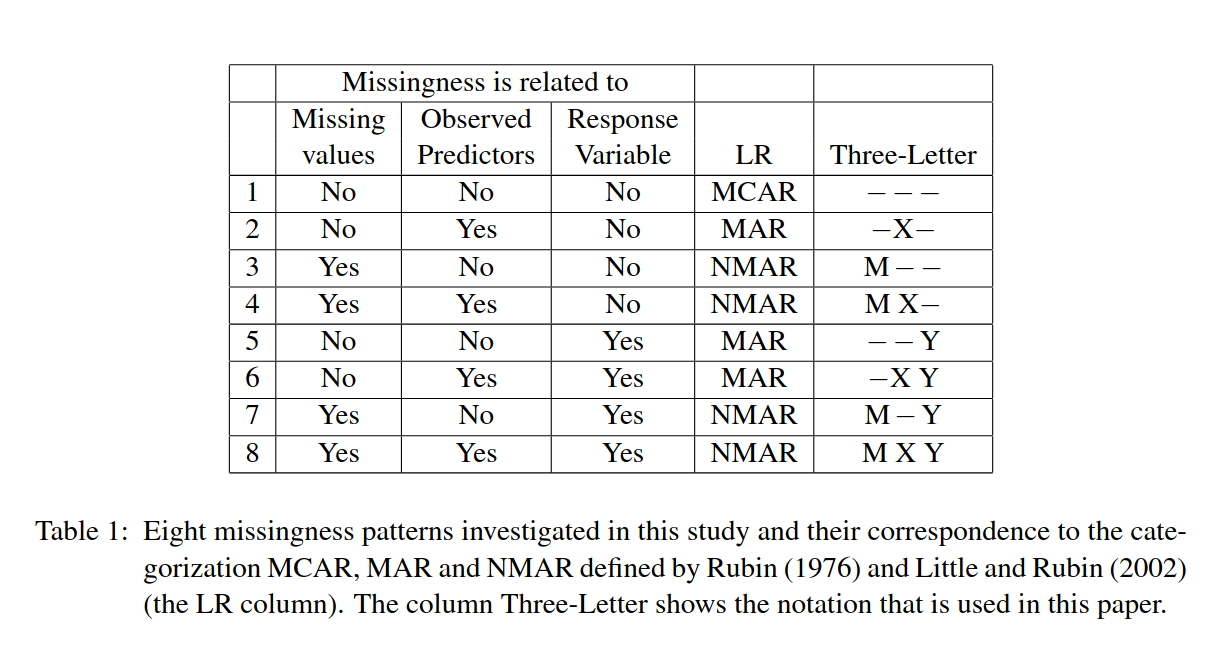 Missingness is related to
Missing Observed Response
values Predictors Variable LR Three-Letter
1 No No No MCAR − − −
2 No Yes No MAR −X−
3 Yes No No NMAR M − −
4 Yes Yes No NMAR M X−
5 No No Yes MAR − − Y
6 No Yes Yes MAR −X Y
7 Yes No Yes NMAR M − Y
8 Yes Yes Yes NMAR M X Y
Table 1: Eight missingness patterns investigated in this study and their correspondence to the cate-
gorization MCAR, MAR and NMAR defined by Rubin (1976) and Little and Rubin (2002)
(the LR column). The column Three-Letter shows the notation that is used in this paper.